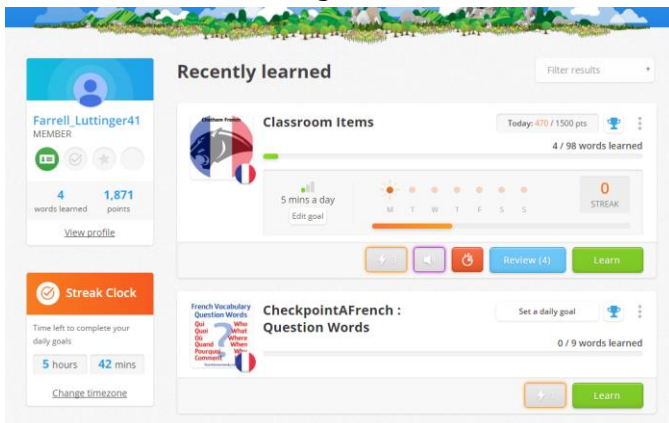 Recently learned
Filter results
Farrell_Luttinger41
MEMBER
4 1,871
words learned points
View profile
Streak Clock
Time left to complete your
daily goals
5 hours 42 mins
Change timezone
Chatham French
Classroom Items
Today: 470 / 1500 pts
4 / 98 words learned
5 mins a day
Edit goal
M T W T F S S
0
STREAK
Review (4)
Learn
French Vocabulary
Question Words
Qui Who
Quoi What
Où Where
Quand When
Pourquoi Why
Comment
CheckpointAFrench :
Question Words
Set a daily goal
0 / 9 words learned
Learn